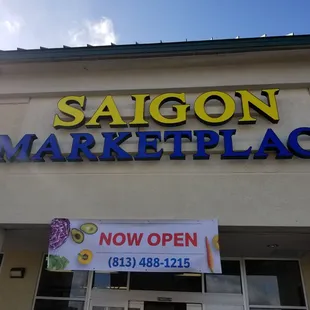 SAIGON
MARKETPLAC
NOW OPEN
(813) 488-1215